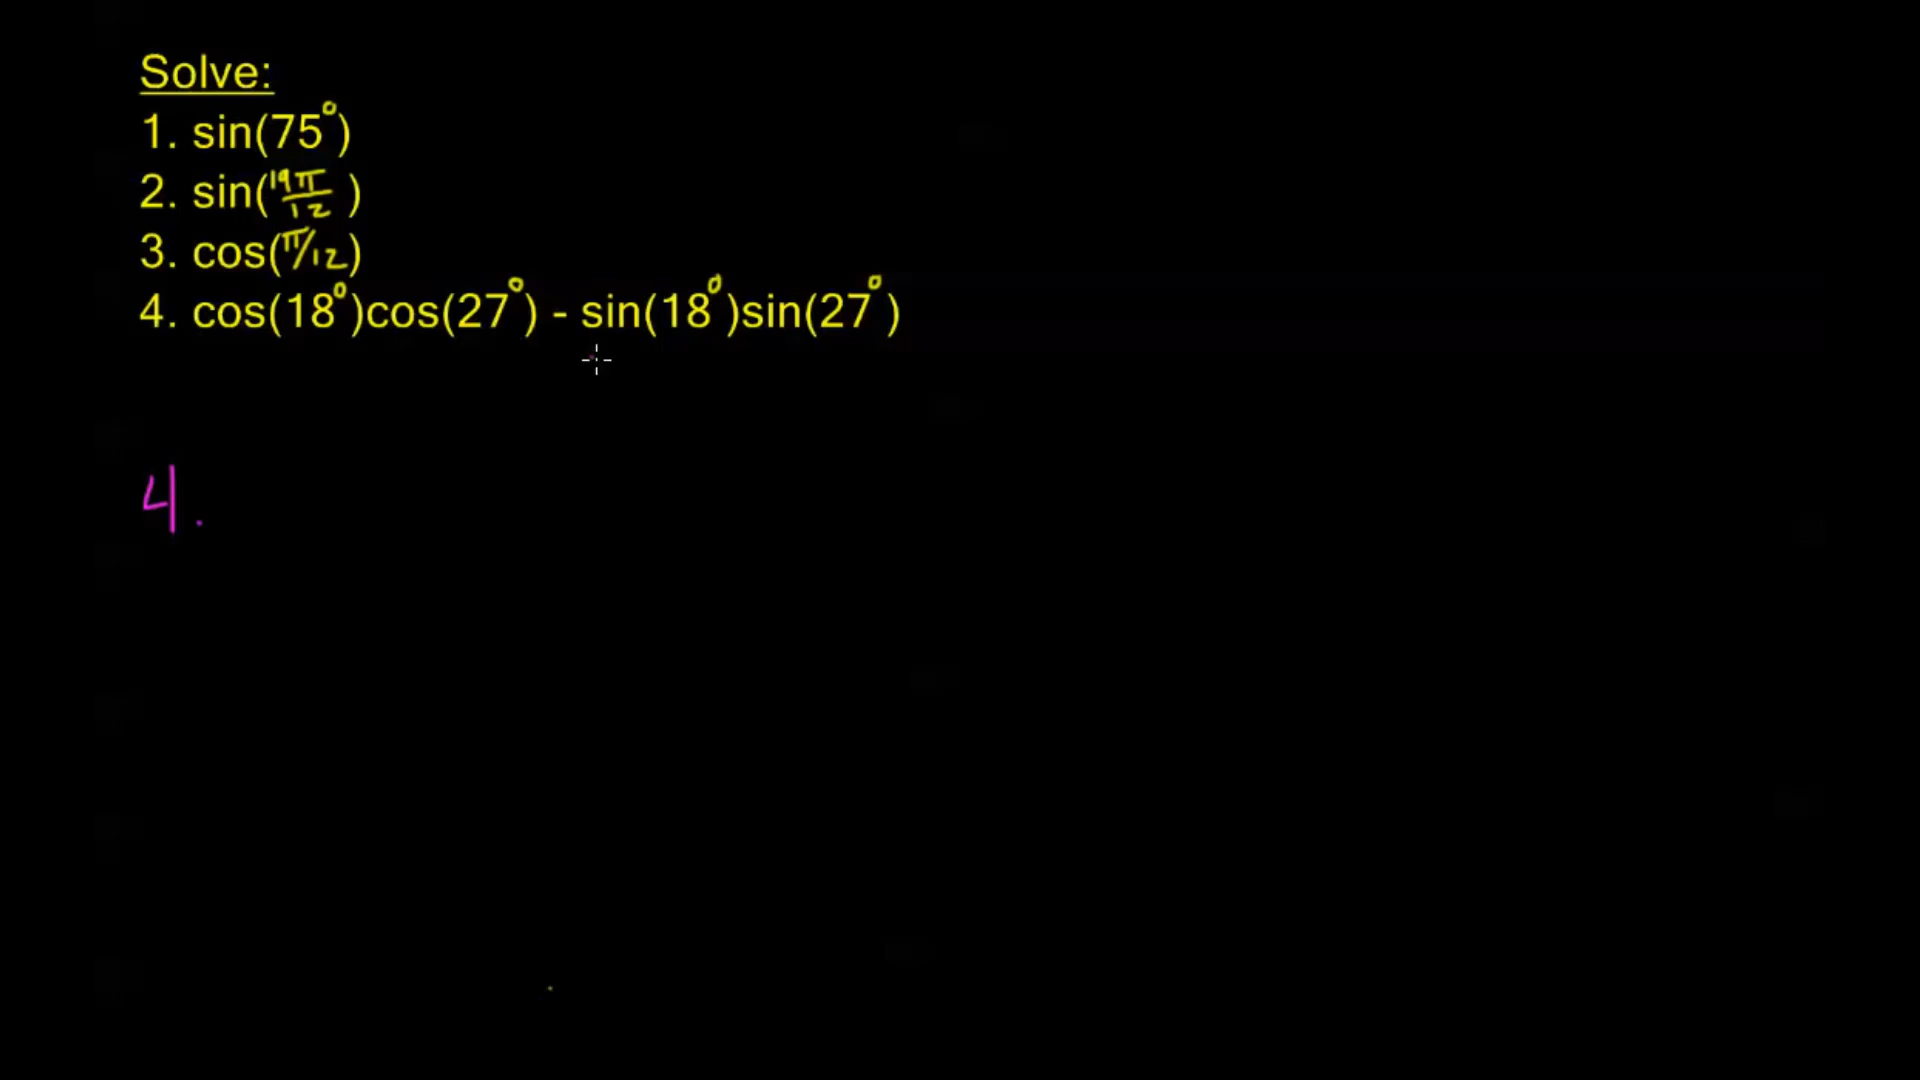 Solve:
1. sin(75°)
2. sin(19π/12)
3. cos(π/12)
4. cos(18°)cos(27°) - sin(18°)sin(27°)
4.